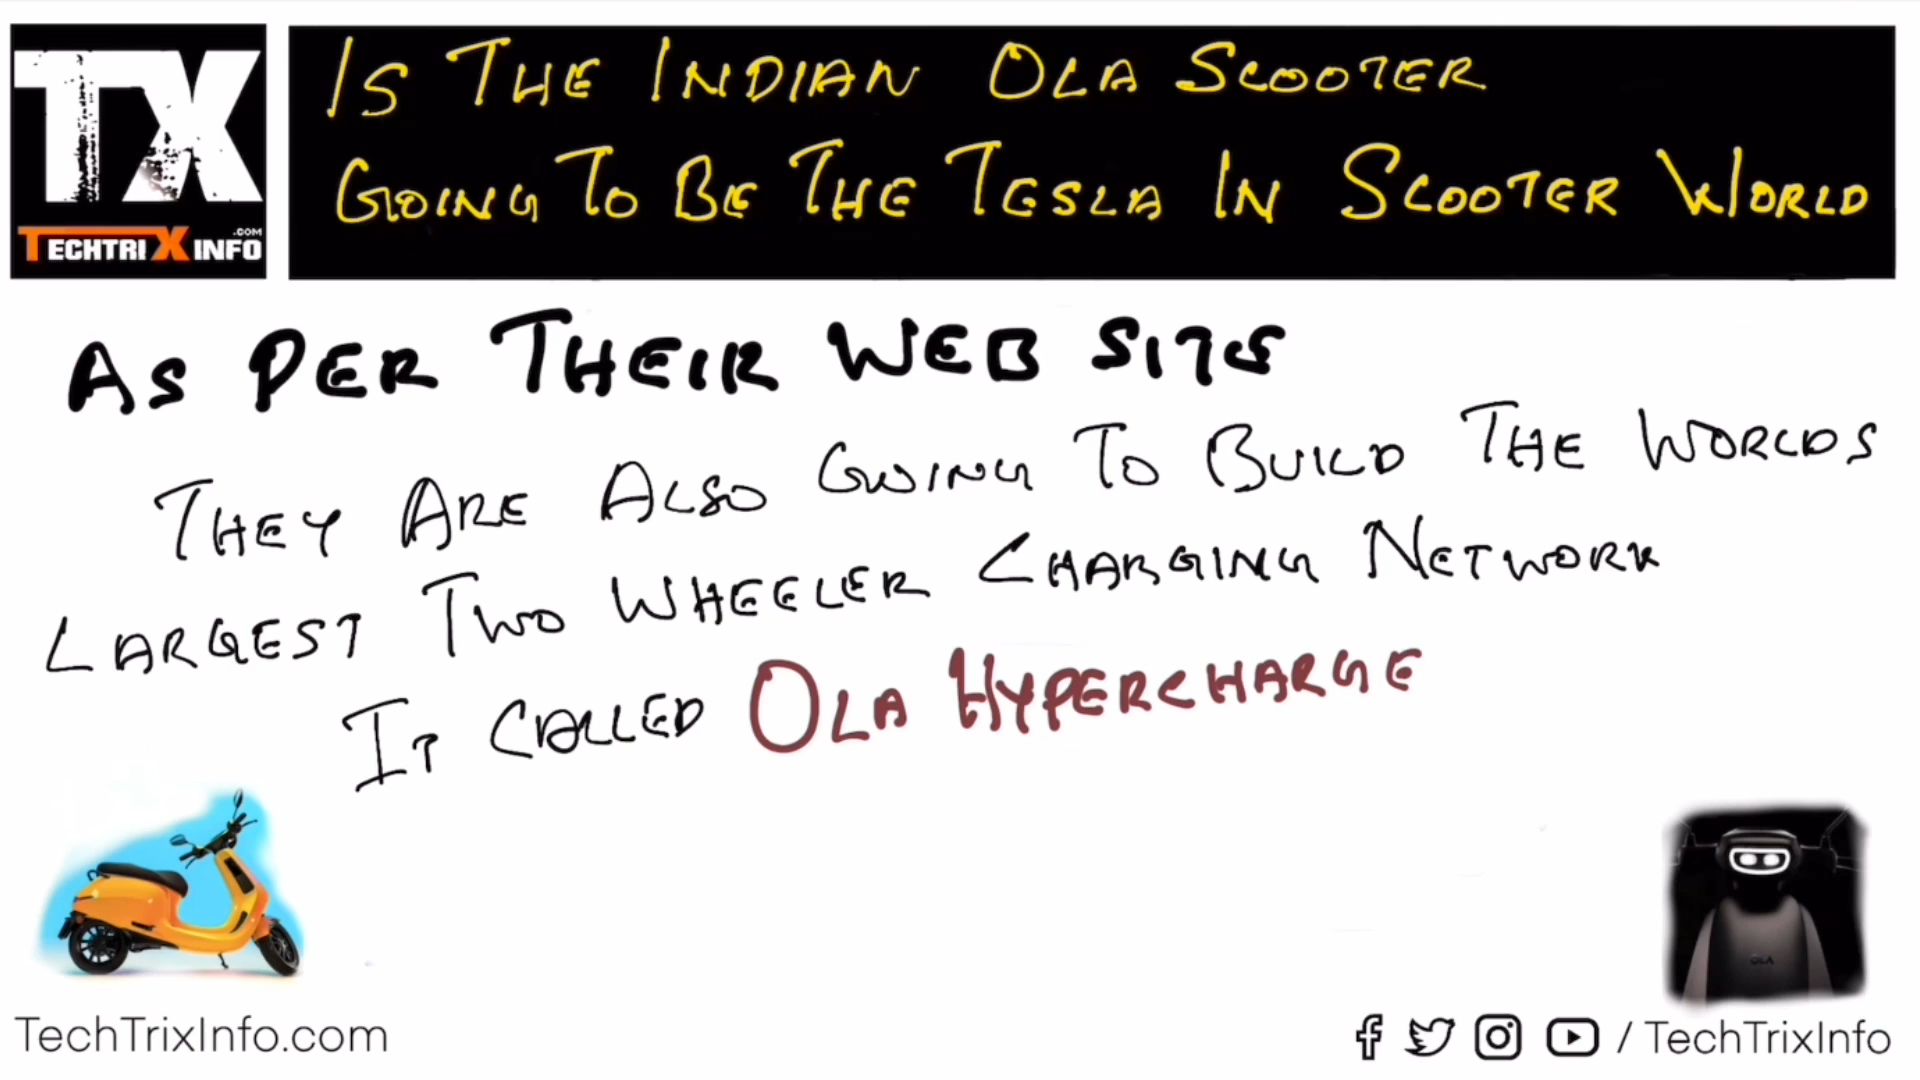 TX
TECHTRIXINFO
.COM
IS THE INDIAN OLA SCOOTER
GOING TO BE THE TESLA IN SCOOTER WORLD
AS PER THEIR WEB SITE
THEY ARE ALSO GOING TO BUILD THE WORLDS
LARGEST TWO WHEELER CHARGING NETWORK
IT CALLED OLA HYPERCHARGE
OLA
TechTrixInfo.com
/ TechTrixInfo